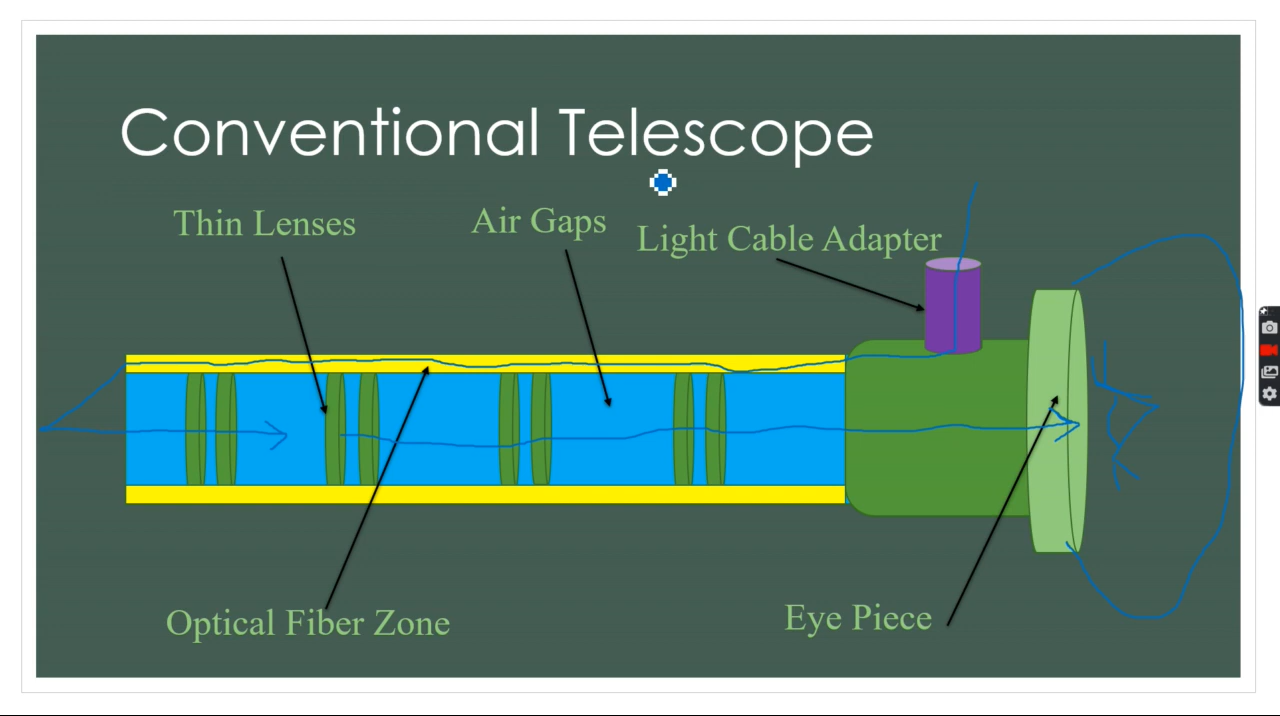 Conventional Telescope
Thin Lenses
Air Gaps
Light Cable Adapter
Optical Fiber Zone
Eye Piece